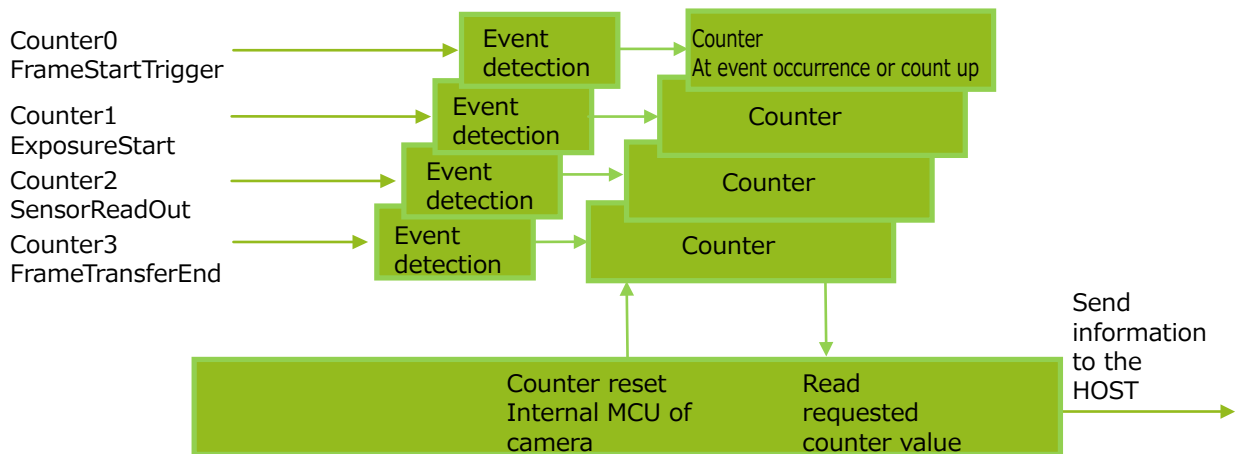 Counter0
FrameStartTrigger
Event
detection
Counter
At event occurrence or count up
Counter1
ExposureStart
Event
detection
Counter
Counter2
SensorReadOut
Event
detection
Counter
Counter3
FrameTransferEnd
Event
detection
Counter
Send
information
to the
HOST
Counter reset
Internal MCU of
camera
Read
requested
counter value